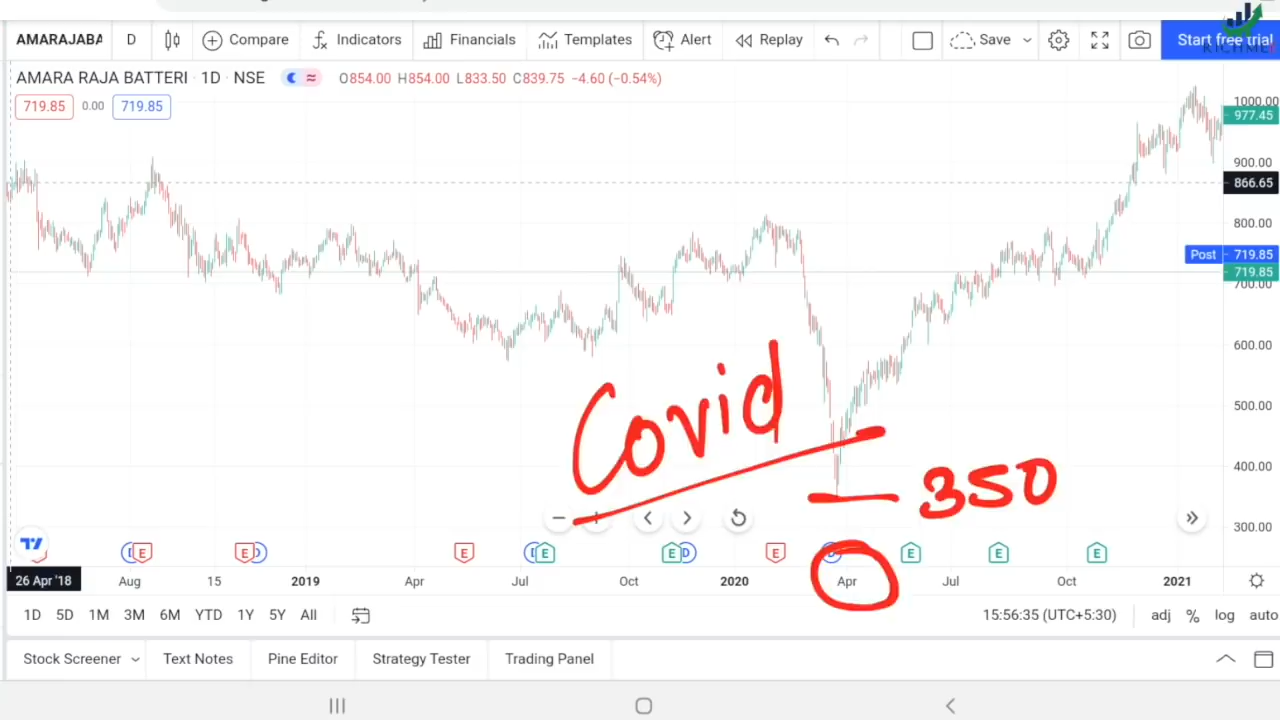 AMARAJABA D Compare Indicators Financials Templates Alert Replay Save Start free trial
RICHMET
AMARA RAJA BATTERI · 1D · NSE O854.00 H854.00 L833.50 C839.75 −4.60 (−0.54%)
719.85 0.00 719.85
1000.00
977.45
900.00
866.65
800.00
Post 719.85
719.85
700.00
600.00
500.00
Covid
400.00
350
300.00
D E E D E D E E D E D E E E
26 Apr '18 Aug 15 2019 Apr Jul Oct 2020 Apr Jul Oct 2021
1D 5D 1M 3M 6M YTD 1Y 5Y All 15:56:35 (UTC+5:30) adj % log auto
Stock Screener Text Notes Pine Editor Strategy Tester Trading Panel